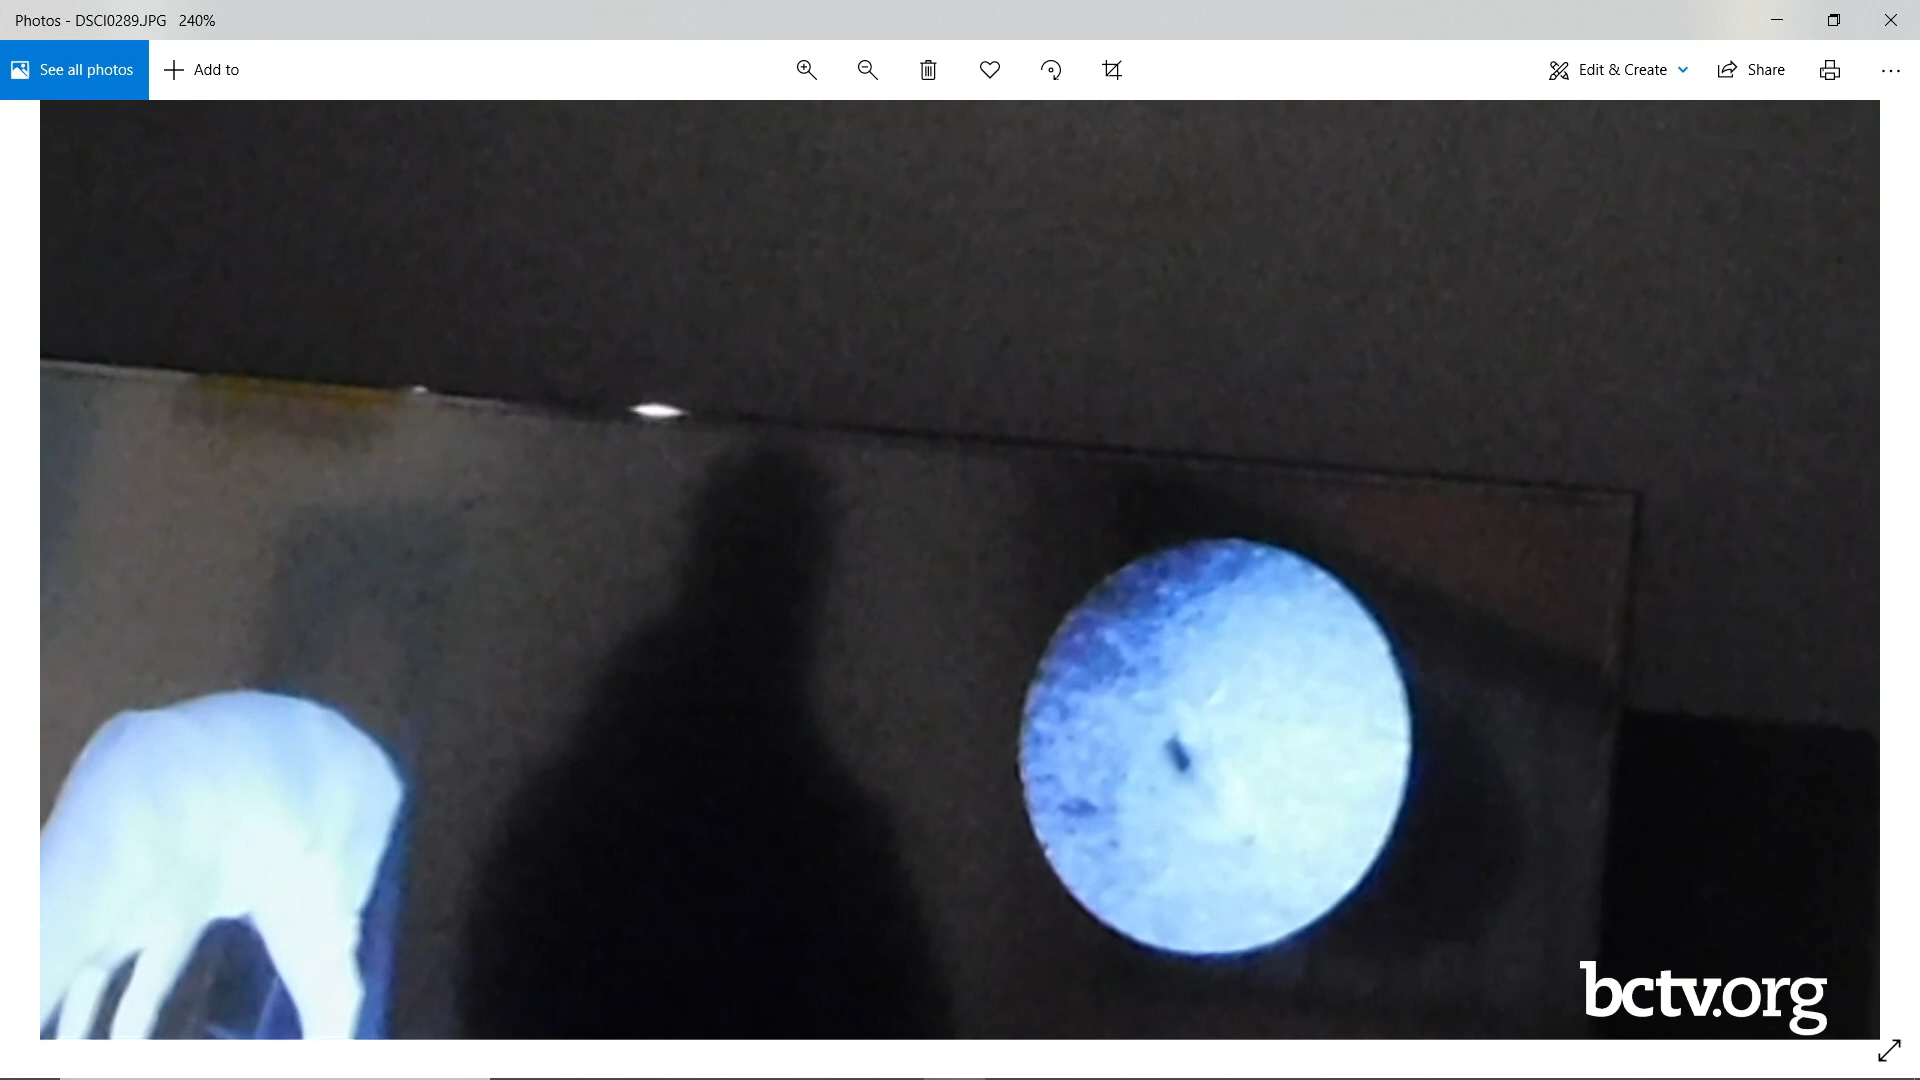 Photos - DSCI0289.JPG 240%
See all photos
Add to
Edit & Create
Share
bctv.org